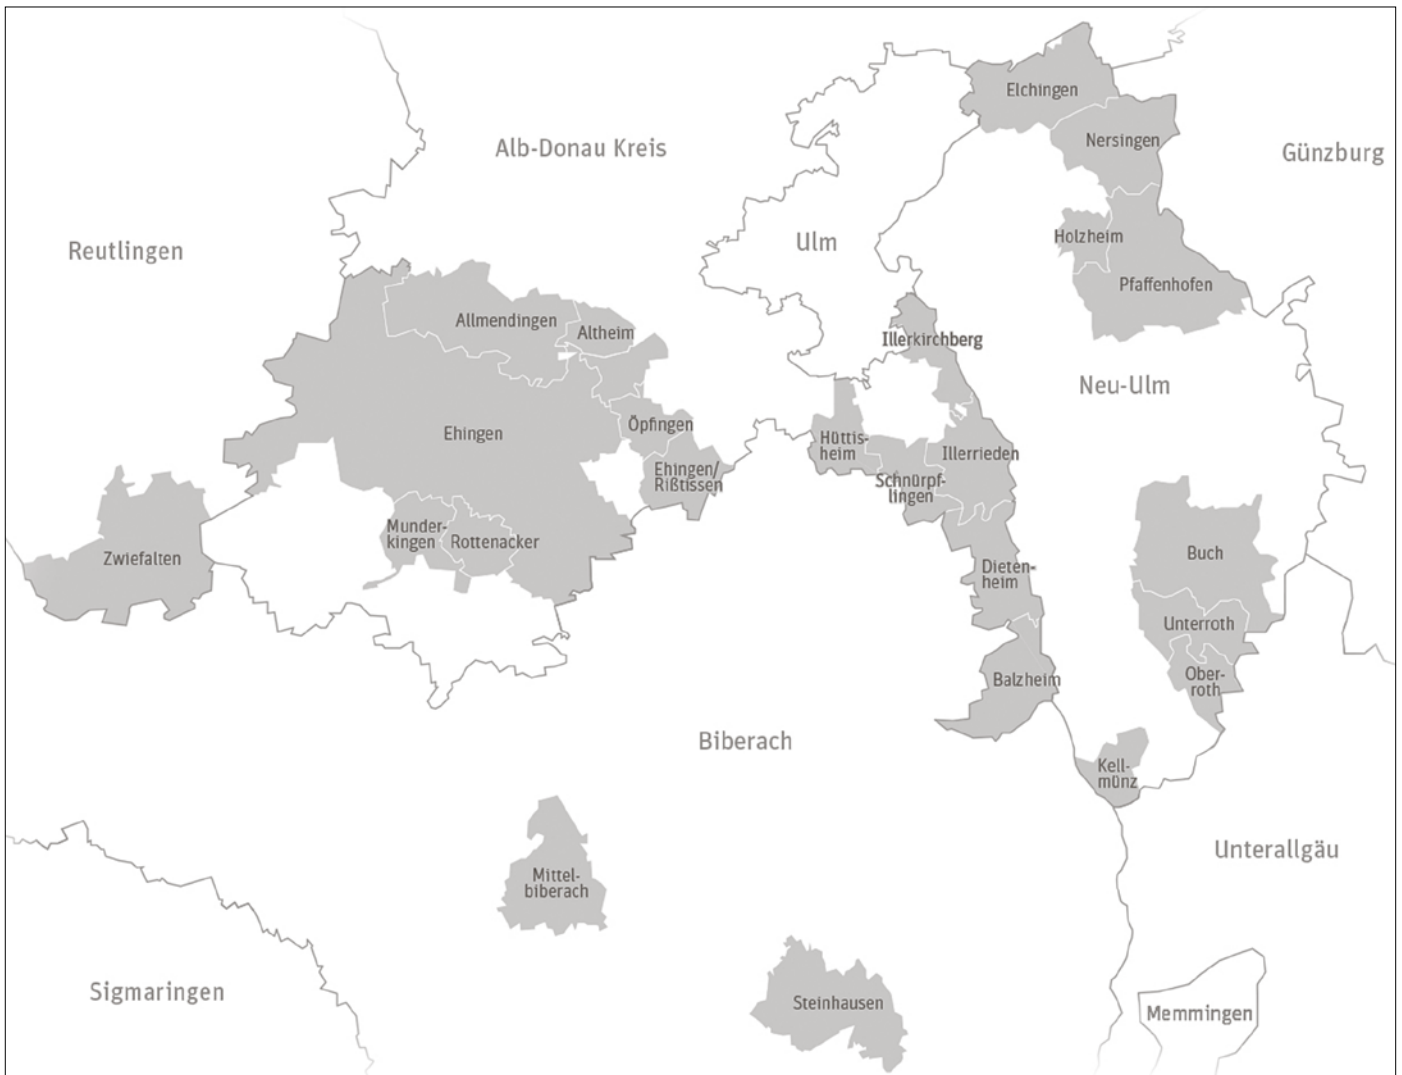 Elchingen
Nersingen
Alb-Donau Kreis
Günzburg
Reutlingen
Ulm
Holzheim
Pfaffenhofen
Allmendingen
Altheim
Illerkirchberg
Neu-Ulm
Ehingen
Öpfingen
Hüttis-
heim
Illerrieden
Ehingen/
Rißtissen
Schnürpf-
lingen
Munder-
kingen
Rottenacker
Zwiefalten
Dieten-
heim
Buch
Unterroth
Ober-
roth
Balzheim
Biberach
Kell-
münz
Unterallgäu
Mittel-
biberach
Sigmaringen
Steinhausen
Memmingen